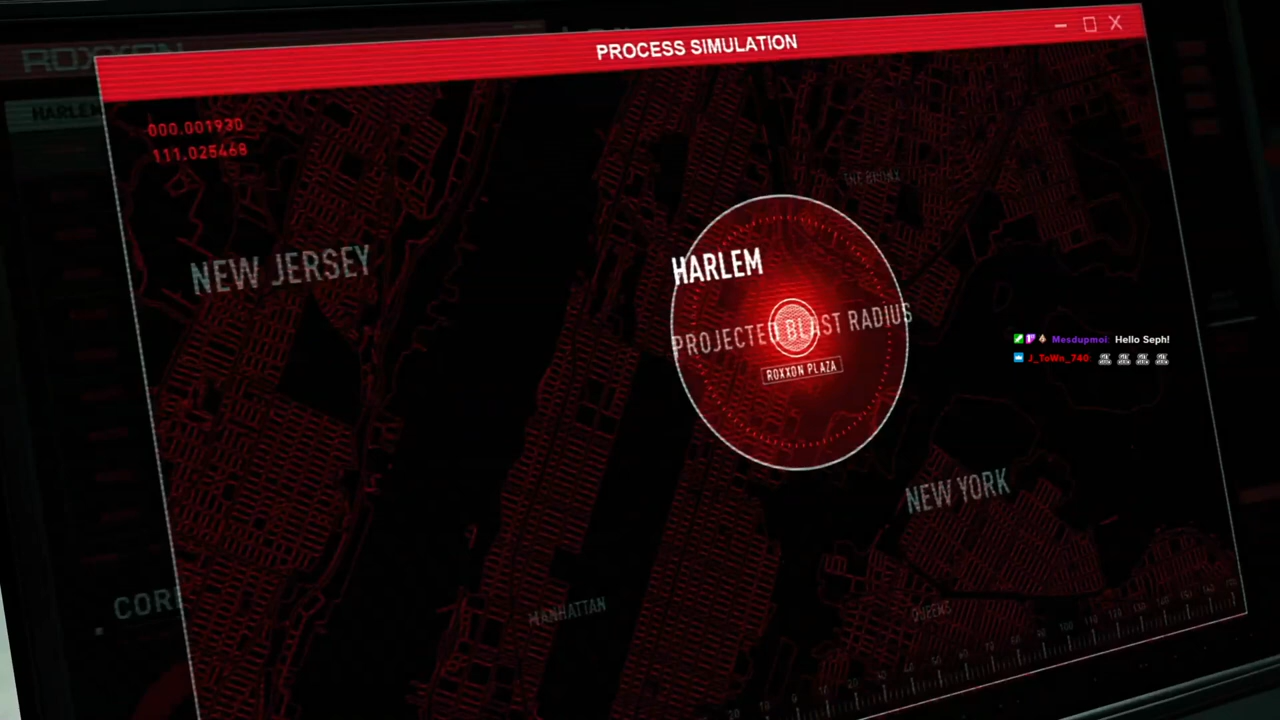 ROXXON
PROCESS SIMULATION
HARLEM
000.001930
111.025468
THE BRONX
NEW JERSEY
HARLEM
PROJECTED BLAST RADIUS
ROXXON PLAZA
Mesdupmoi: Hello Seph!
J_ToWn_740:
NEW YORK
MANHATTAN
QUEENS